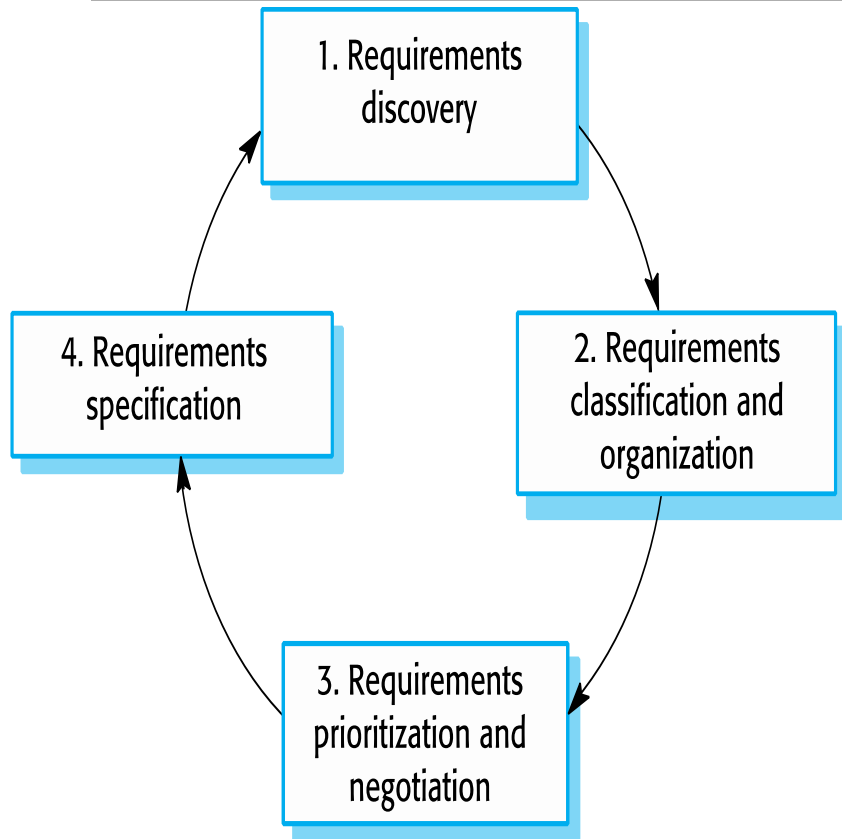 1. Requirements
discovery
2. Requirements
classification and
organization
3. Requirements
prioritization and
negotiation
4. Requirements
specification